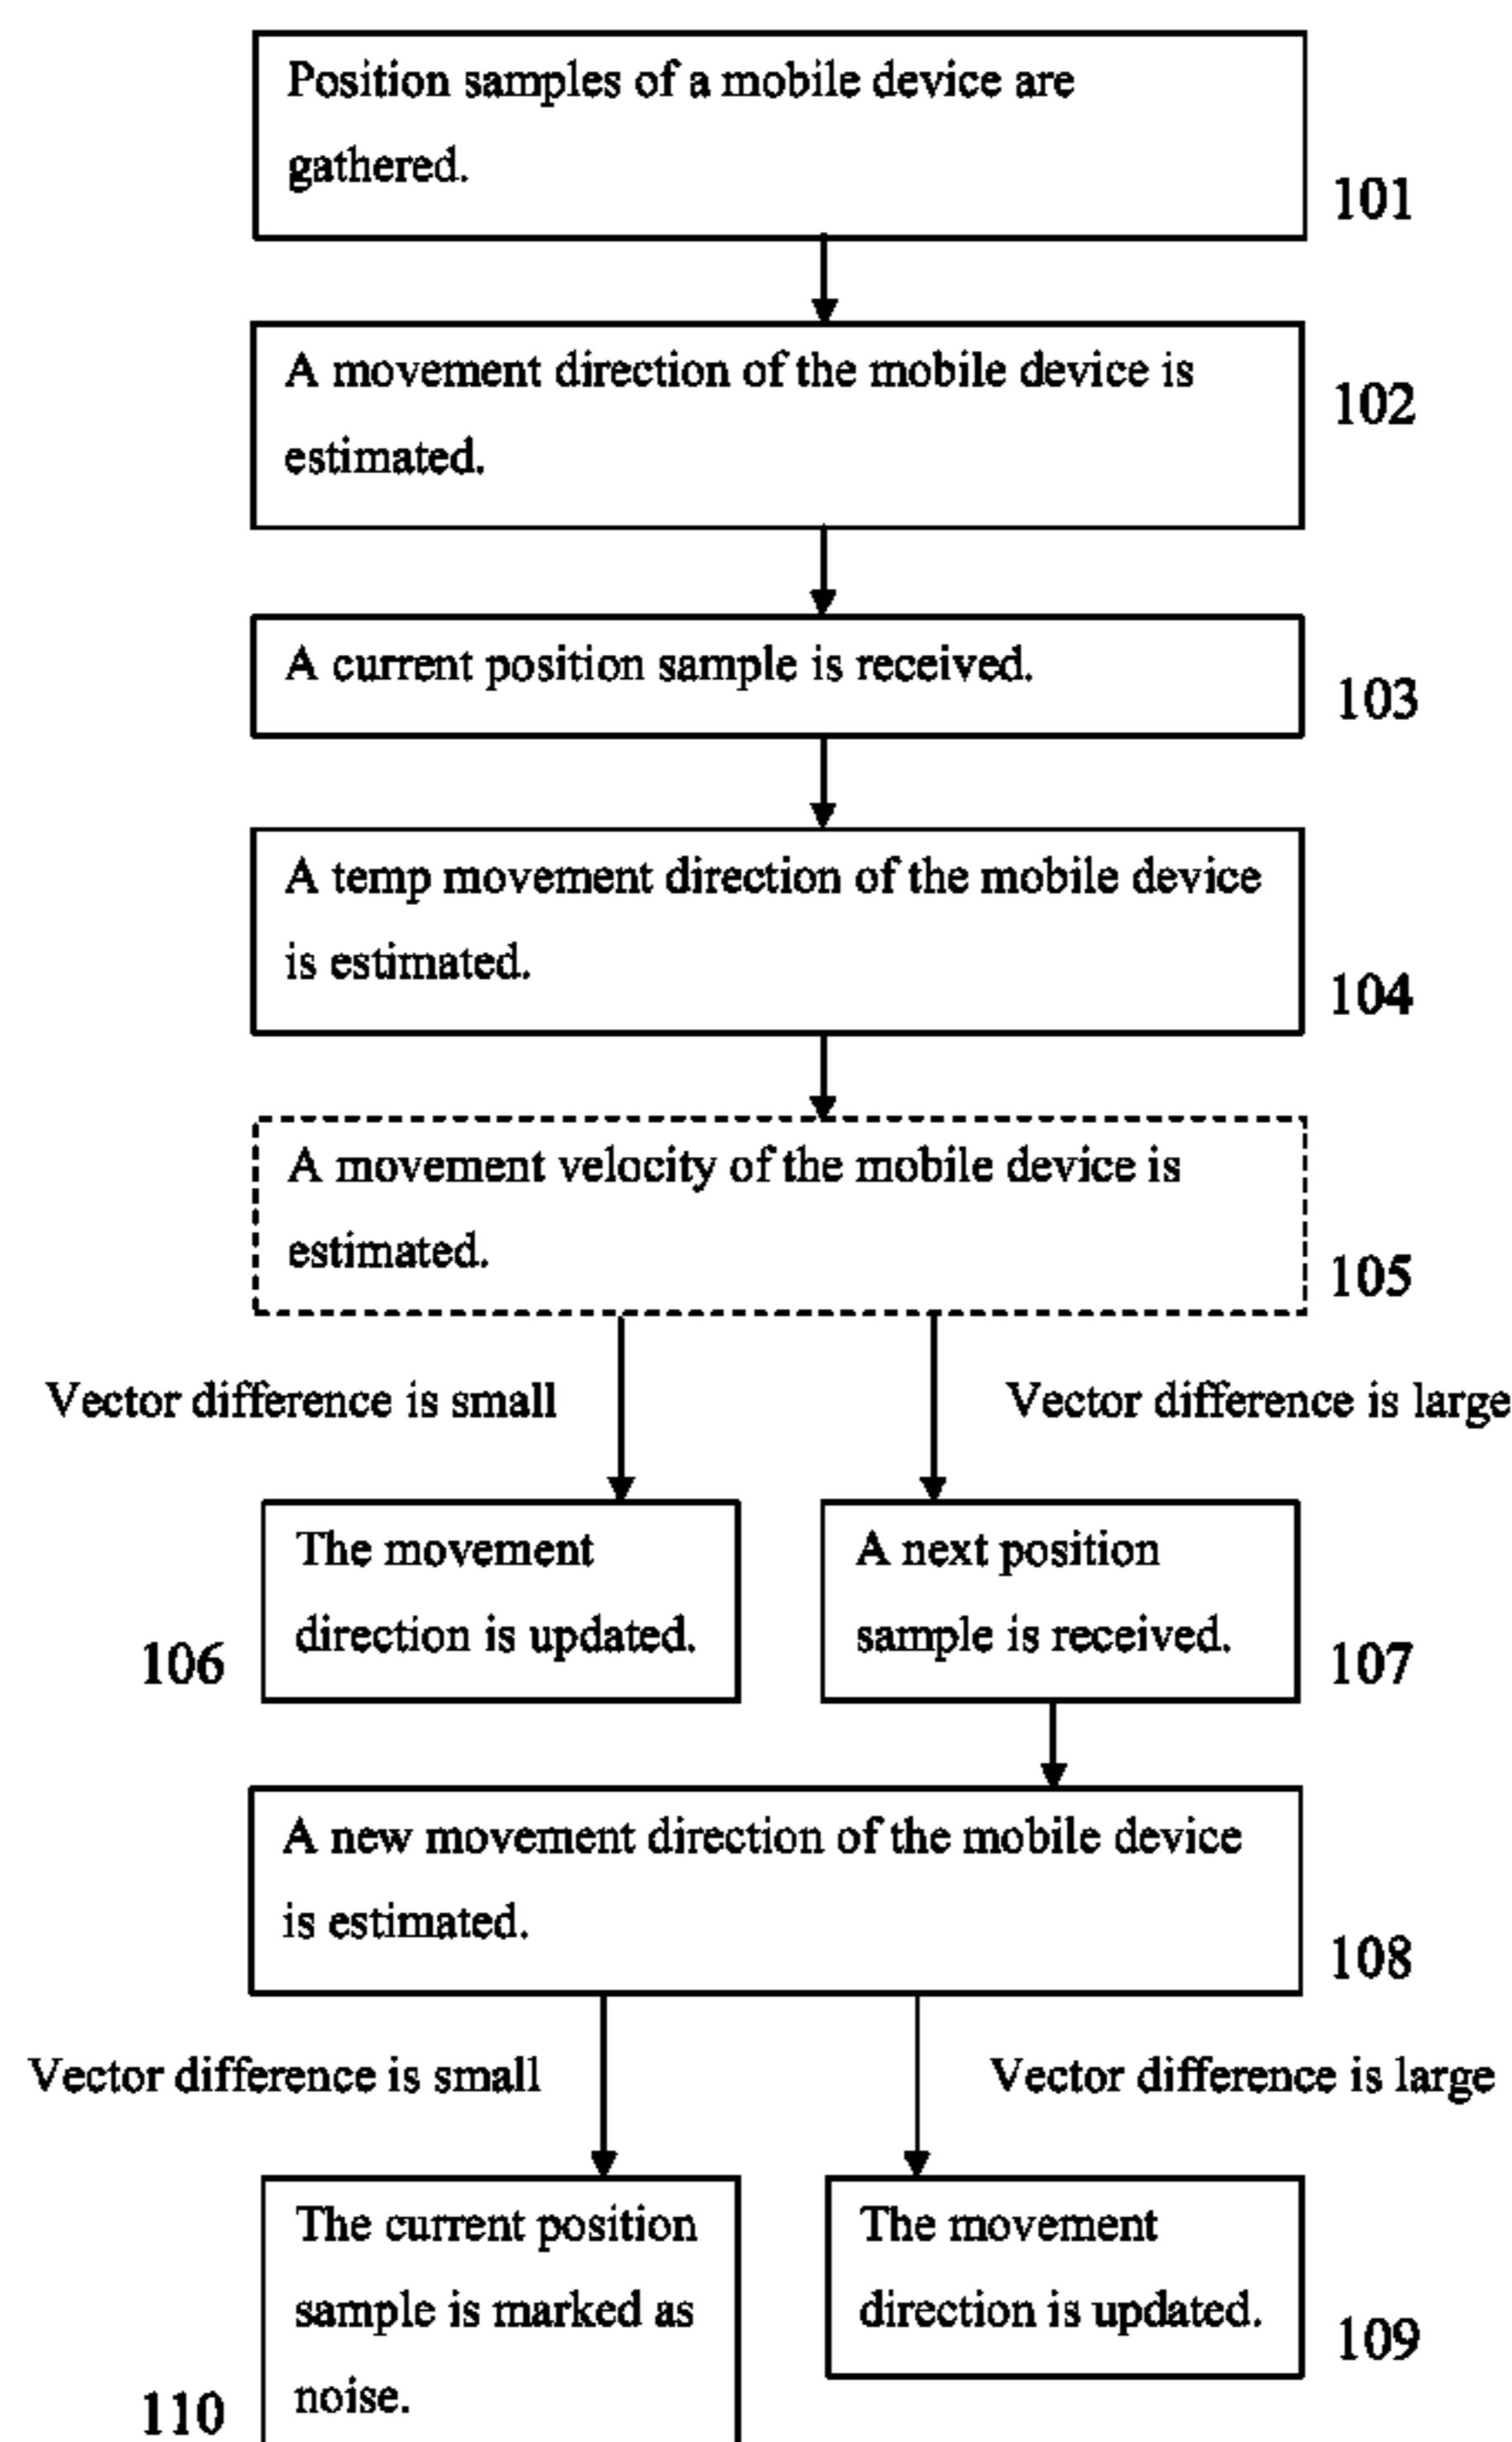 Position samples of a mobile device are
gathered.
101
A movement direction of the mobile device is
estimated.
102
A current position sample is received.
103
A temp movement direction of the mobile device
is estimated.
104
A movement velocity of the mobile device is
estimated.
105
Vector difference is small
Vector difference is large
The movement
direction is updated.
106
A next position
sample is received.
107
A new movement direction of the mobile device
is estimated.
108
Vector difference is small
Vector difference is large
The current position
sample is marked as
noise.
110
The movement
direction is updated.
109